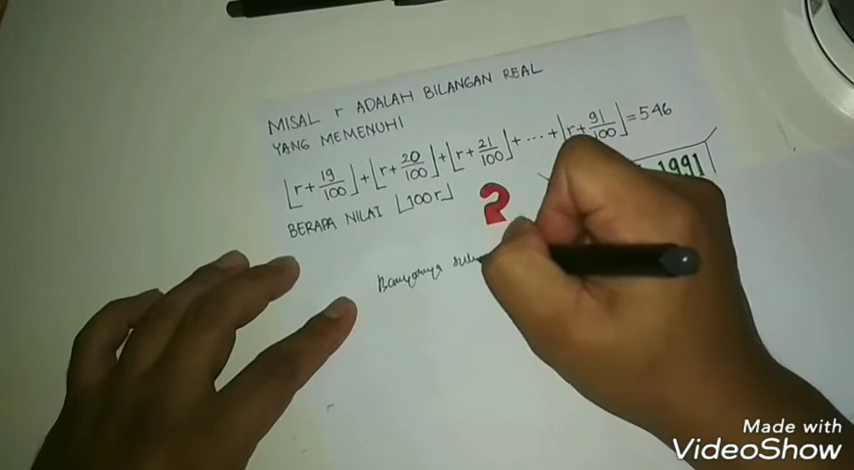 MISAL r ADALAH BILANGAN REAL
YANG MEMENUHI
⌊r+19/100⌋+⌊r+20/100⌋+⌊r+21/100⌋+...+⌊r+91/100⌋=546
BERAPA NILAI ⌊100r⌋ ?
1991
Banyaknya
Made with
VideoShow